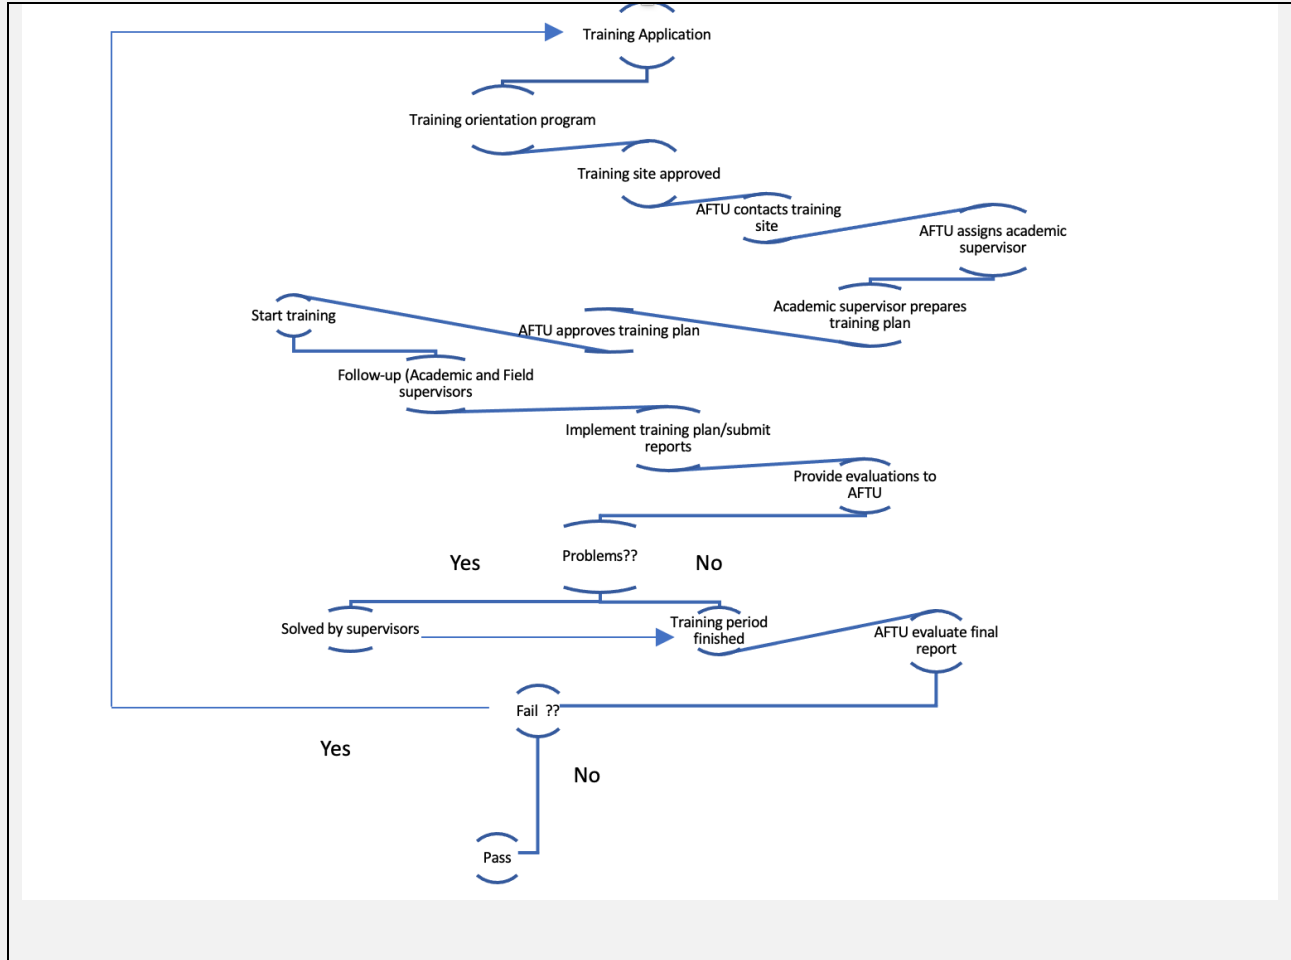 Training Application
Training orientation program
Training site approved
AFTU contacts training
site
AFTU assigns academic
supervisor
Academic supervisor prepares
training plan
AFTU approves training plan
Start training
Follow-up (Academic and Field
supervisors
Implement training plan/submit
reports
Provide evaluations to
AFTU
Problems??
Yes
No
Solved by supervisors
Training period
finished
AFTU evaluate final
report
Fail ??
Yes
No
Pass